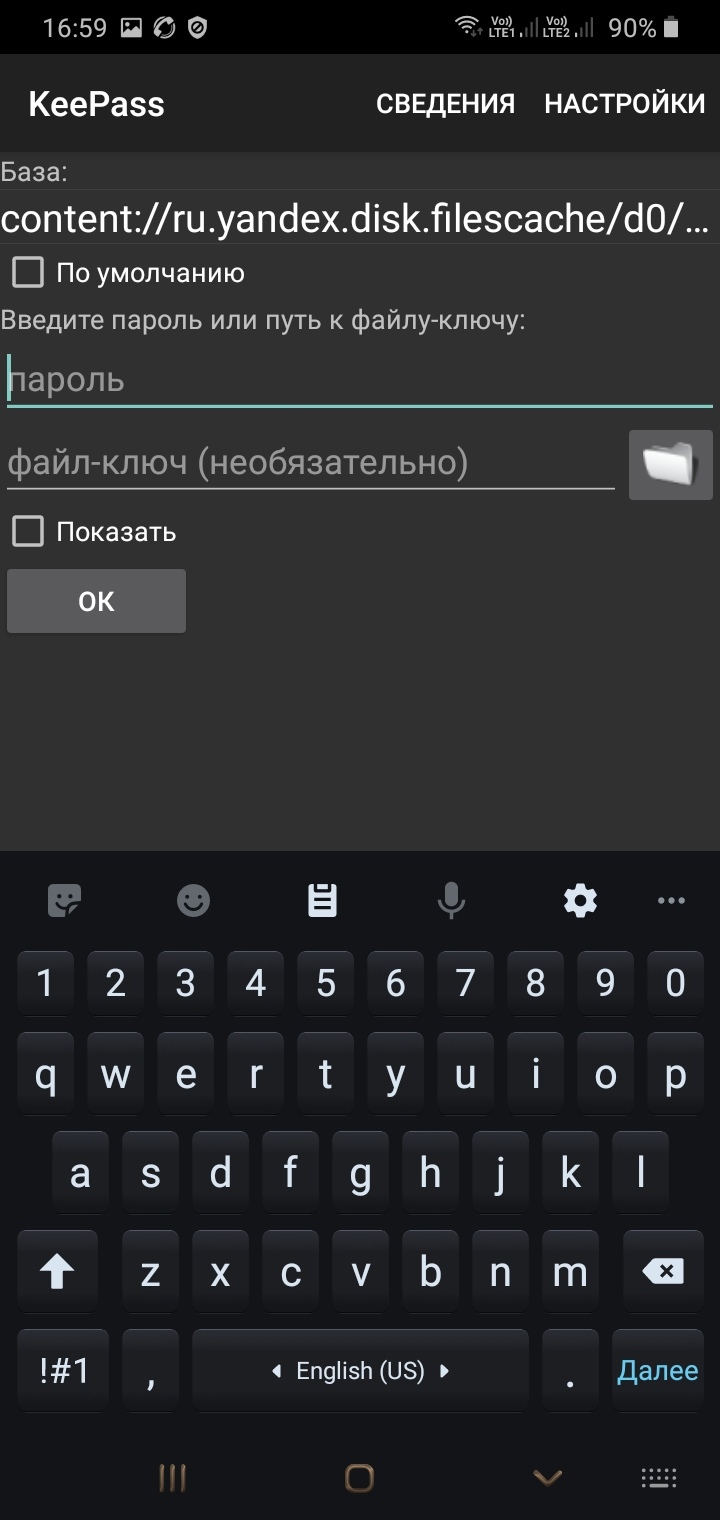 16:59 Vo)) LTE1 Vo)) LTE2 90%
KeePass СВЕДЕНИЯ НАСТРОЙКИ
База:
content://ru.yandex.disk.filescache/d0/...
По умолчанию
Введите пароль или путь к файлу-ключу:
пароль
файл-ключ (необязательно)
Показать
ОК
1 2 3 4 5 6 7 8 9 0
q w e r t y u i o p
a s d f g h j k l
z x c v b n m
!#1 , English (US) . Далее